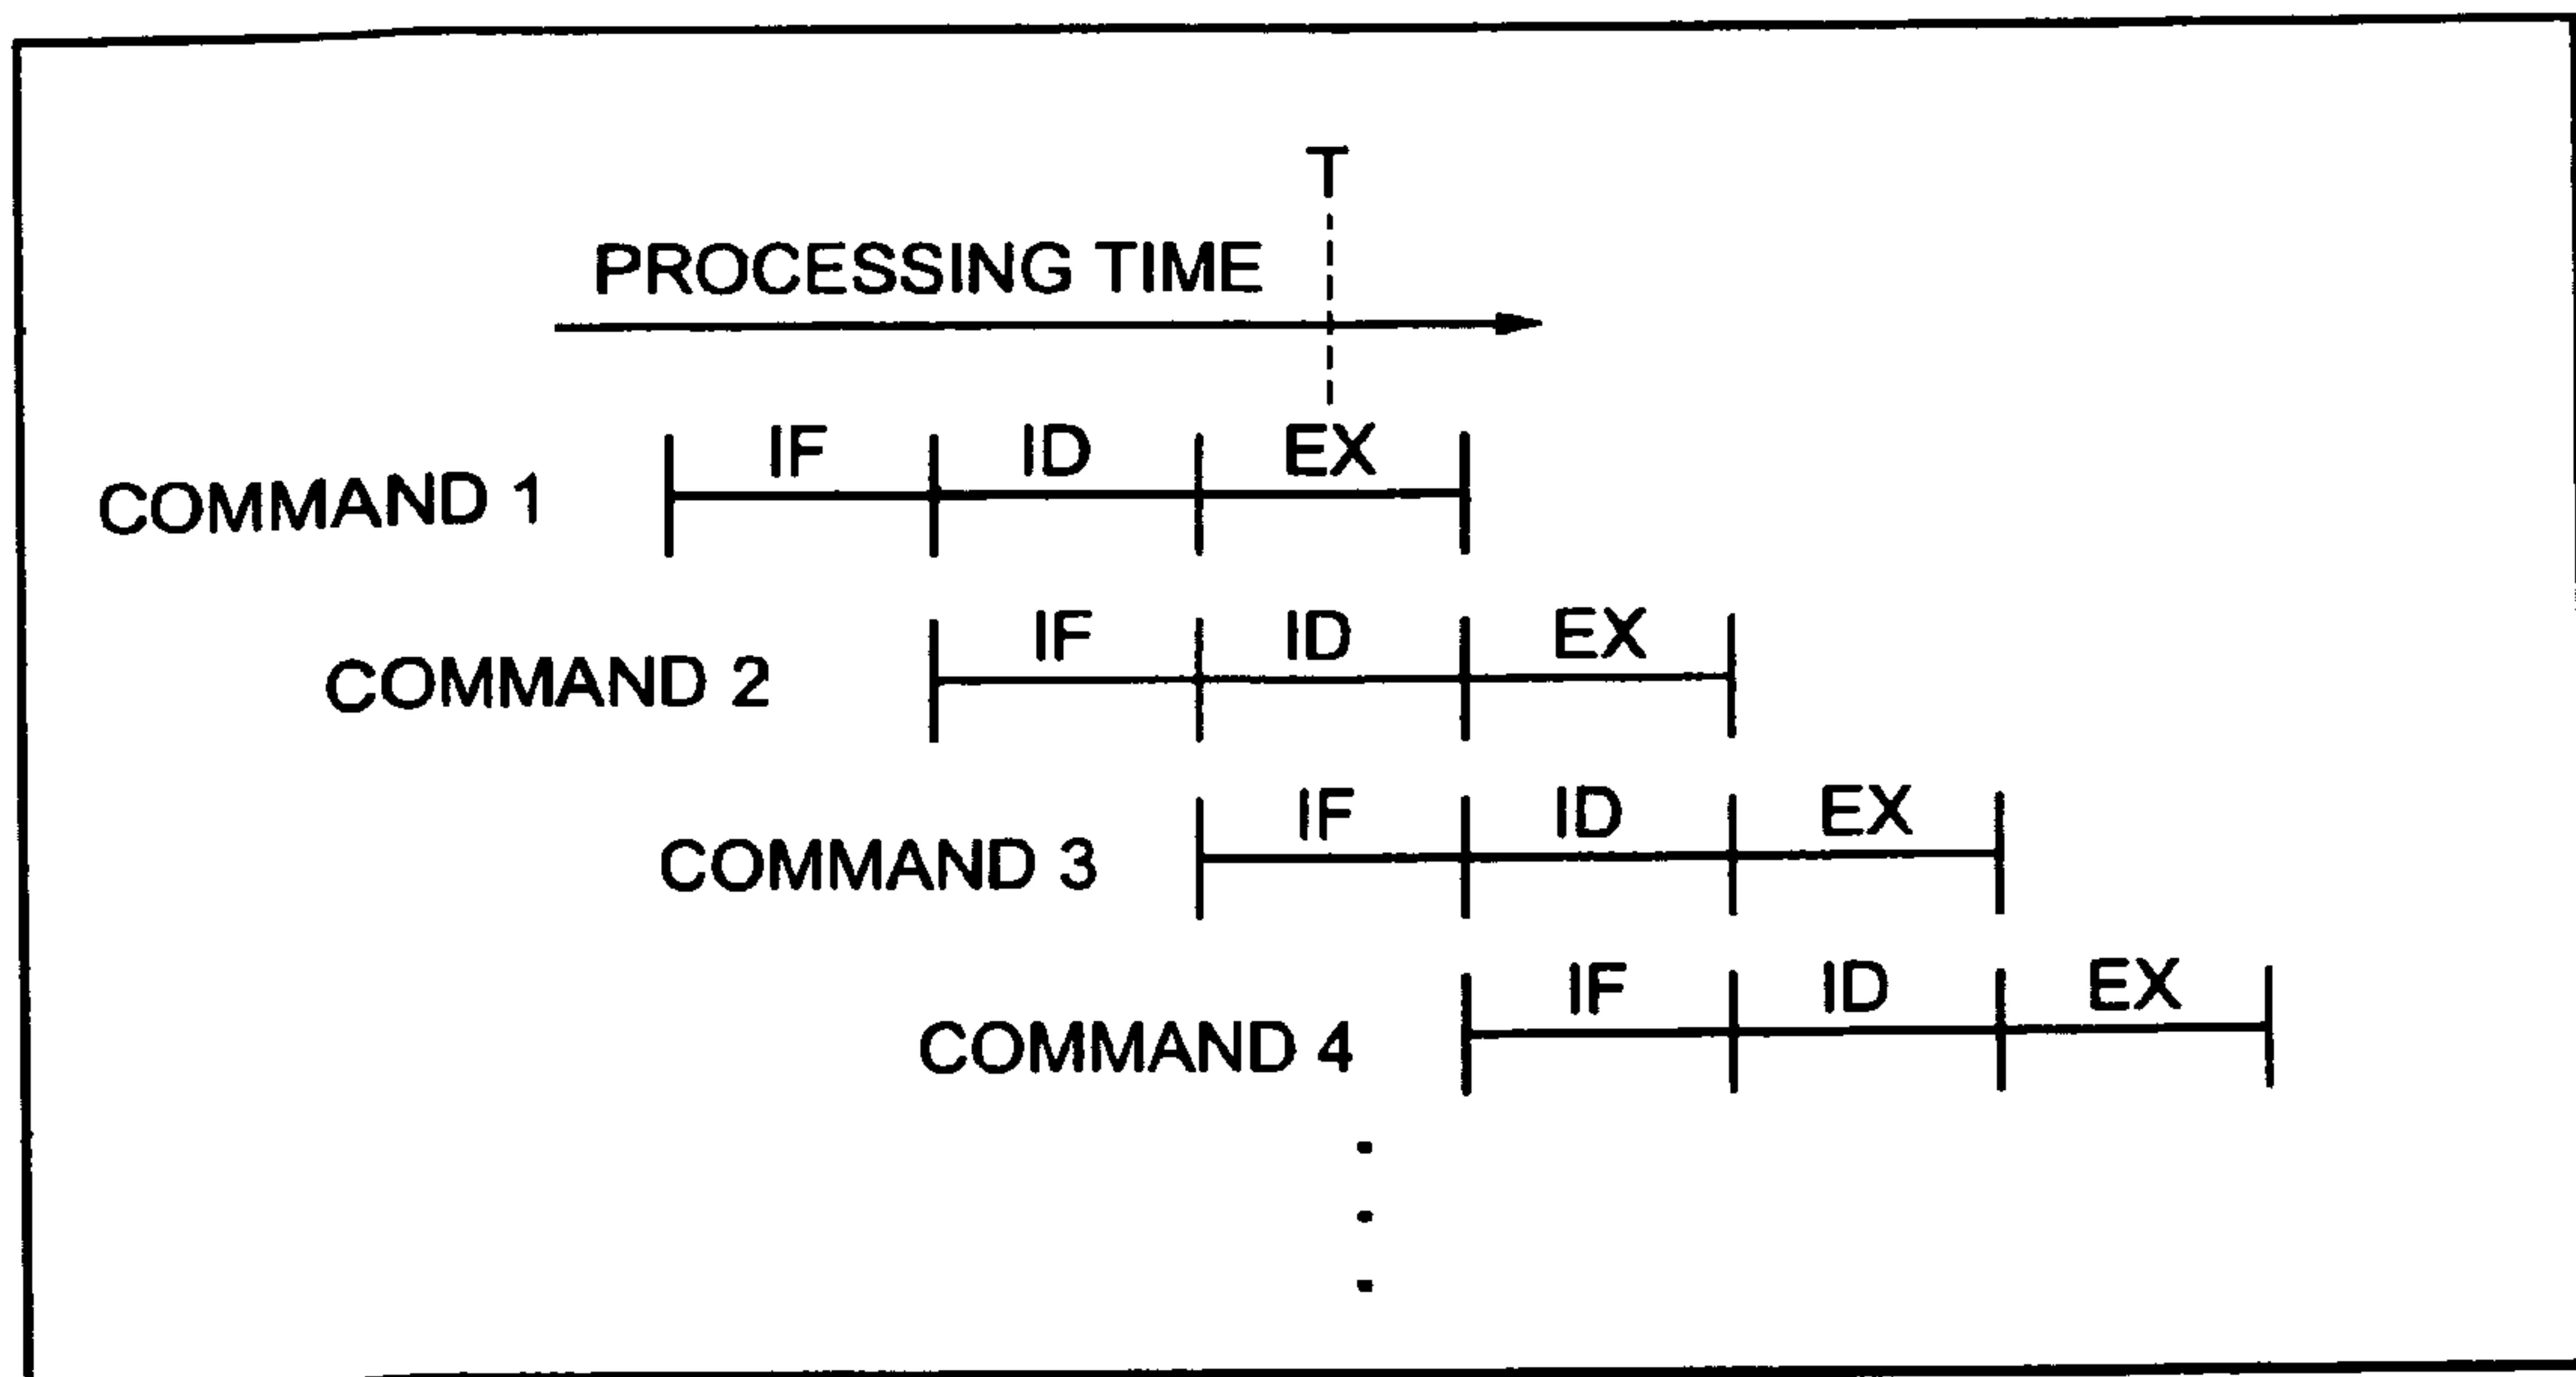 T
PROCESSING TIME
IF ID EX
COMMAND 1
IF ID EX
COMMAND 2
IF ID EX
COMMAND 3
IF ID EX
COMMAND 4